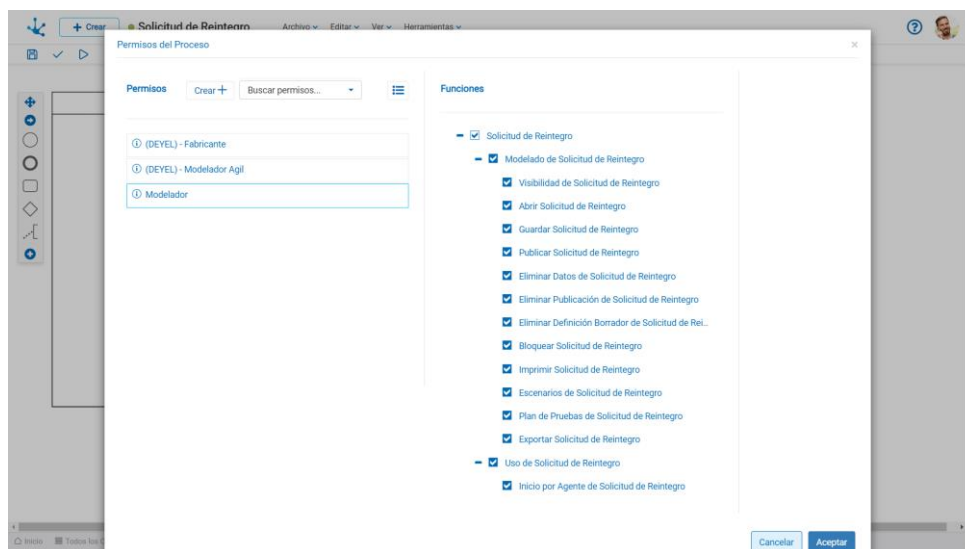 + Crear
Solicitud de Reintegro
Archivo Editar Ver Herramientas
Permisos del Proceso
×
Permisos
Crear +
Buscar permisos...
Funciones
(DEYEL) - Fabricante
(DEYEL) - Modelador Agil
Modelador
Solicitud de Reintegro
Modelado de Solicitud de Reintegro
Visibilidad de Solicitud de Reintegro
Abrir Solicitud de Reintegro
Guardar Solicitud de Reintegro
Publicar Solicitud de Reintegro
Eliminar Datos de Solicitud de Reintegro
Eliminar Publicación de Solicitud de Reintegro
Eliminar Definición Borrador de Solicitud de Rei...
Bloquear Solicitud de Reintegro
Imprimir Solicitud de Reintegro
Escenarios de Solicitud de Reintegro
Plan de Pruebas de Solicitud de Reintegro
Exportar Solicitud de Reintegro
Uso de Solicitud de Reintegro
Inicio por Agente de Solicitud de Reintegro
Inicio
Todos los
Cancelar
Aceptar